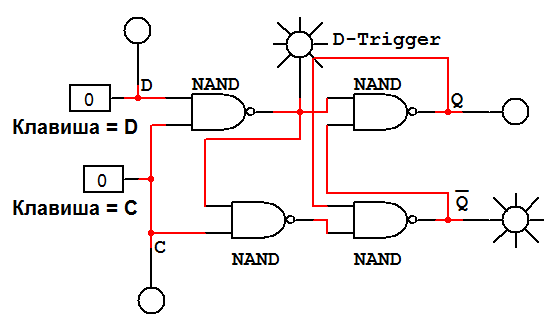 D-Trigger
D
NAND
NAND
Q
0
Клавиша = D
0
Клавиша = C
C
Q̅
NAND
NAND